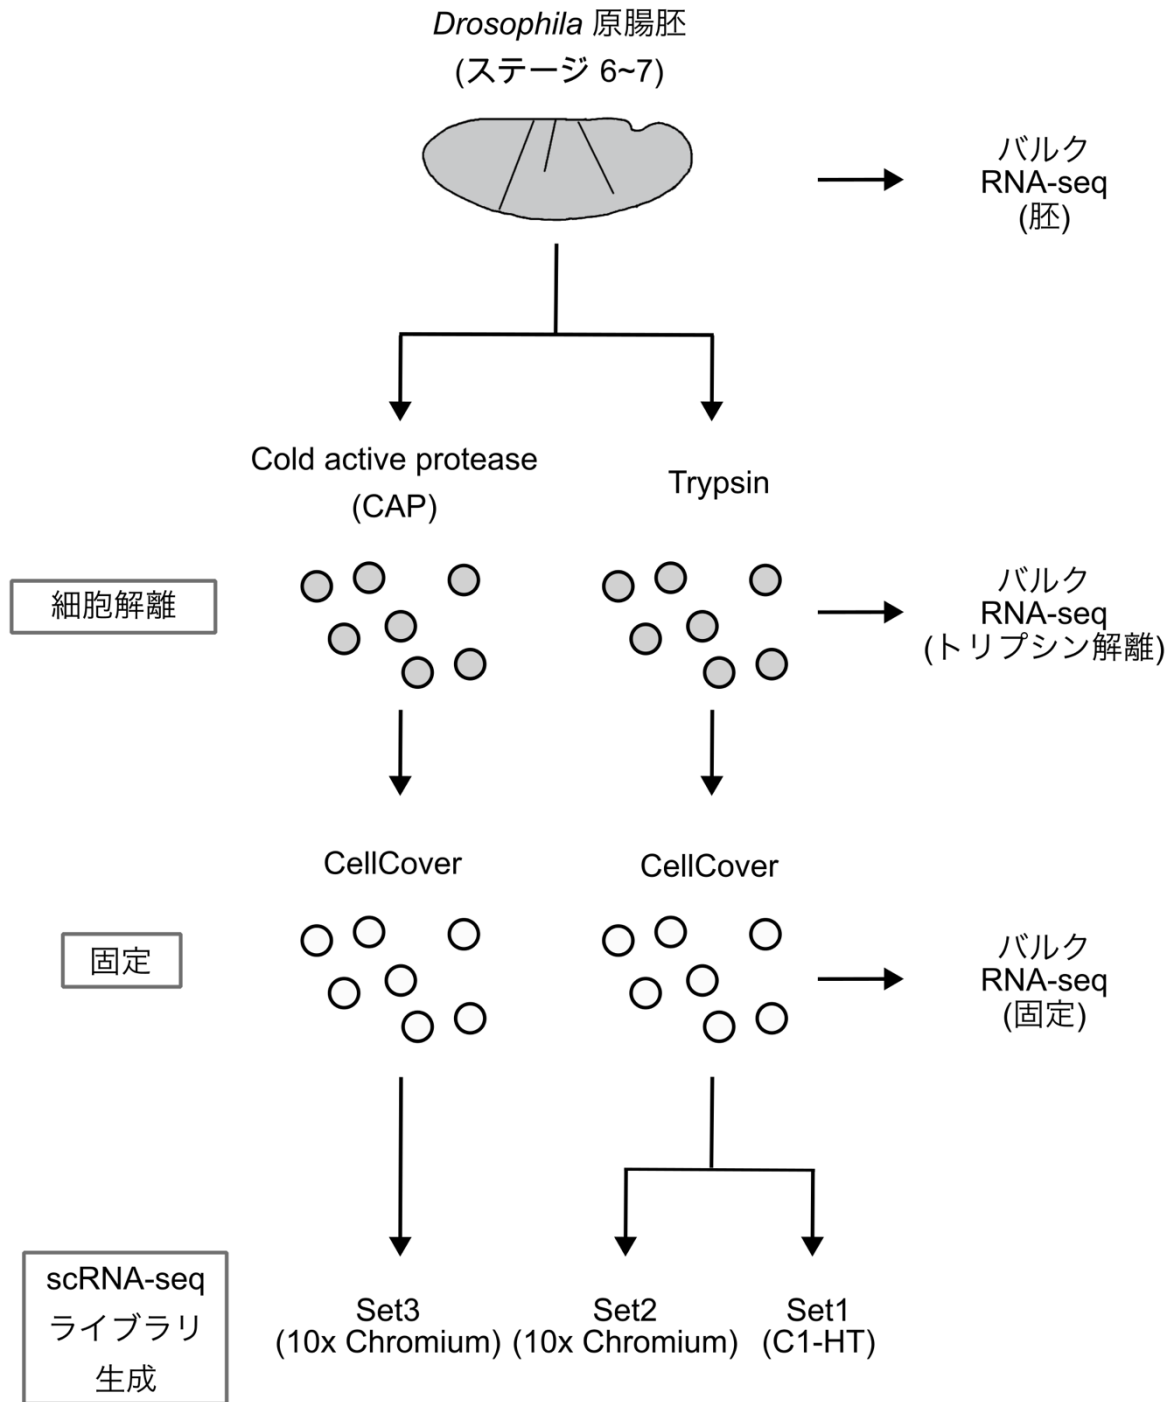 Drosophila 原腸胚
(ステージ 6~7)
バルク
RNA-seq
(胚)
Cold active protease
(CAP)
Trypsin
細胞解離
バルク
RNA-seq
(トリプシン解離)
CellCover
CellCover
固定
バルク
RNA-seq
(固定)
scRNA-seq
ライブラリ
生成
Set3
(10x Chromium)
Set2
(10x Chromium)
Set1
(C1-HT)